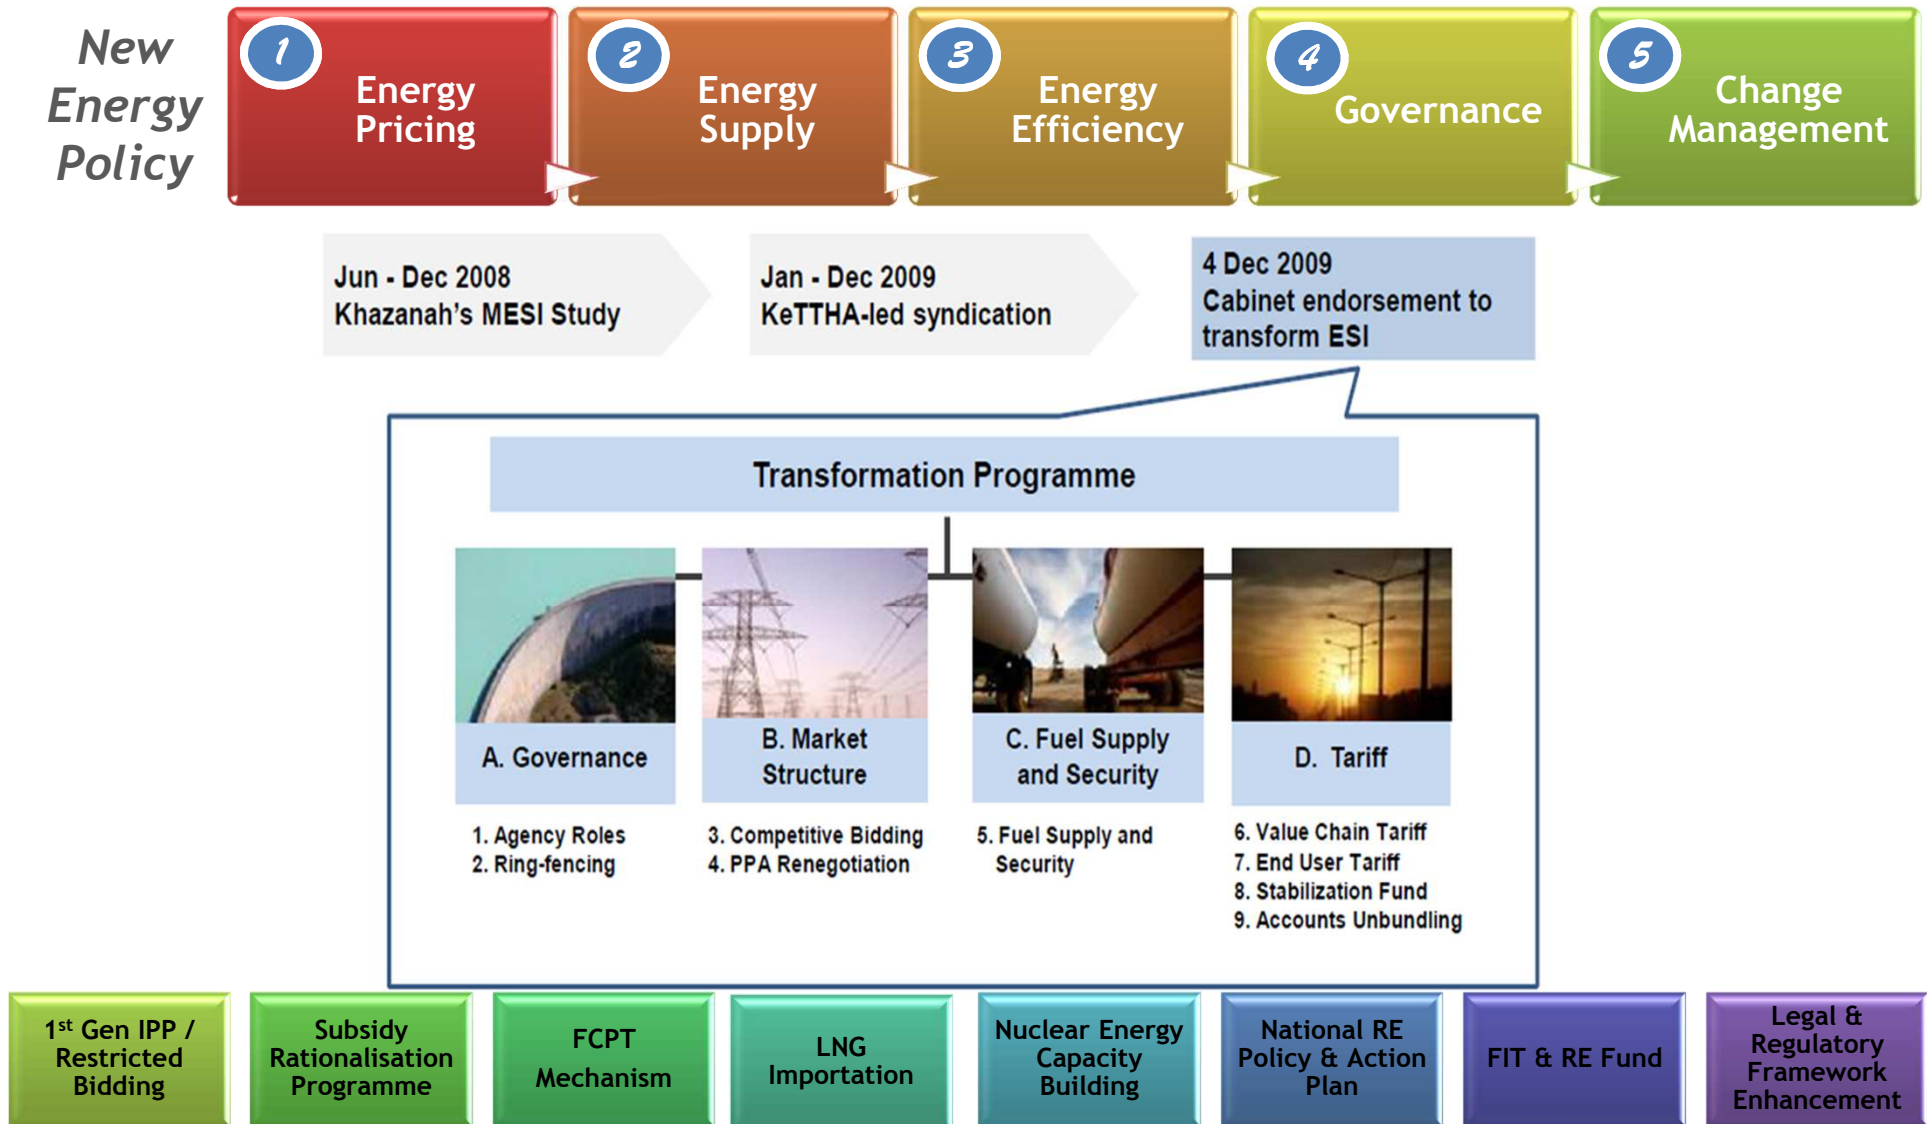 New
Energy
Policy
1
Energy
Pricing
2
Energy
Supply
3
Energy
Efficiency
4
Governance
5
Change
Management
Jun - Dec 2008
Khazanah's MESI Study
Jan - Dec 2009
KeTTHA-led syndication
4 Dec 2009
Cabinet endorsement to
transform ESI
Transformation Programme
A. Governance
B. Market
Structure
C. Fuel Supply
and Security
D. Tariff
1. Agency Roles
2. Ring-fencing
3. Competitive Bidding
4. PPA Renegotiation
5. Fuel Supply and
Security
6. Value Chain Tariff
7. End User Tariff
8. Stabilization Fund
9. Accounts Unbundling
1st Gen IPP /
Restricted
Bidding
Subsidy
Rationalisation
Programme
FCPT
Mechanism
LNG
Importation
Nuclear Energy
Capacity
Building
National RE
Policy & Action
Plan
FIT & RE Fund
Legal &
Regulatory
Framework
Enhancement